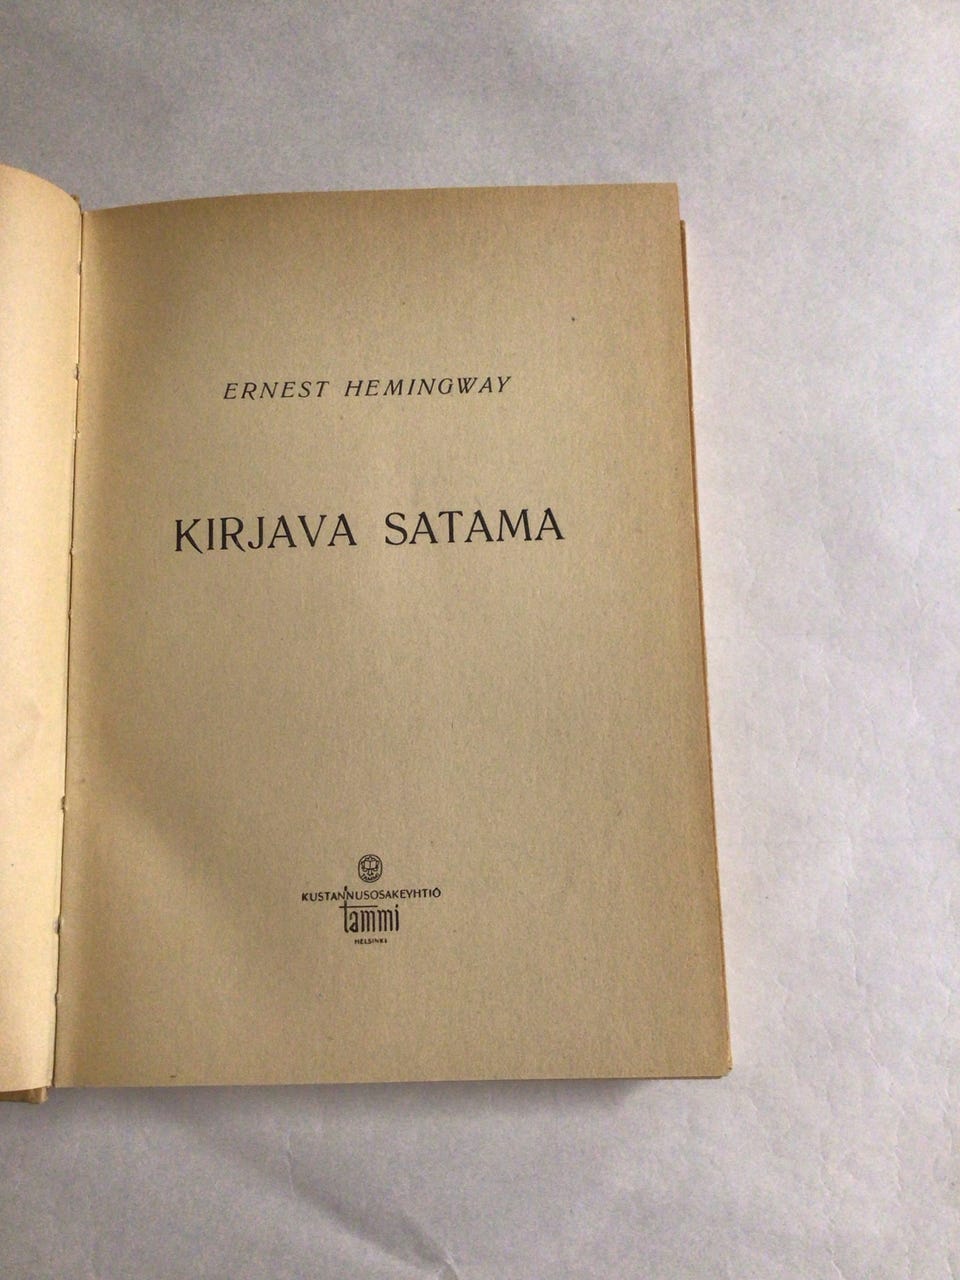 ERNEST HEMINGWAY
KIRJAVA SATAMA
KUSTANNUSOSAKEYHTIÖ
tammi
HELSINKI